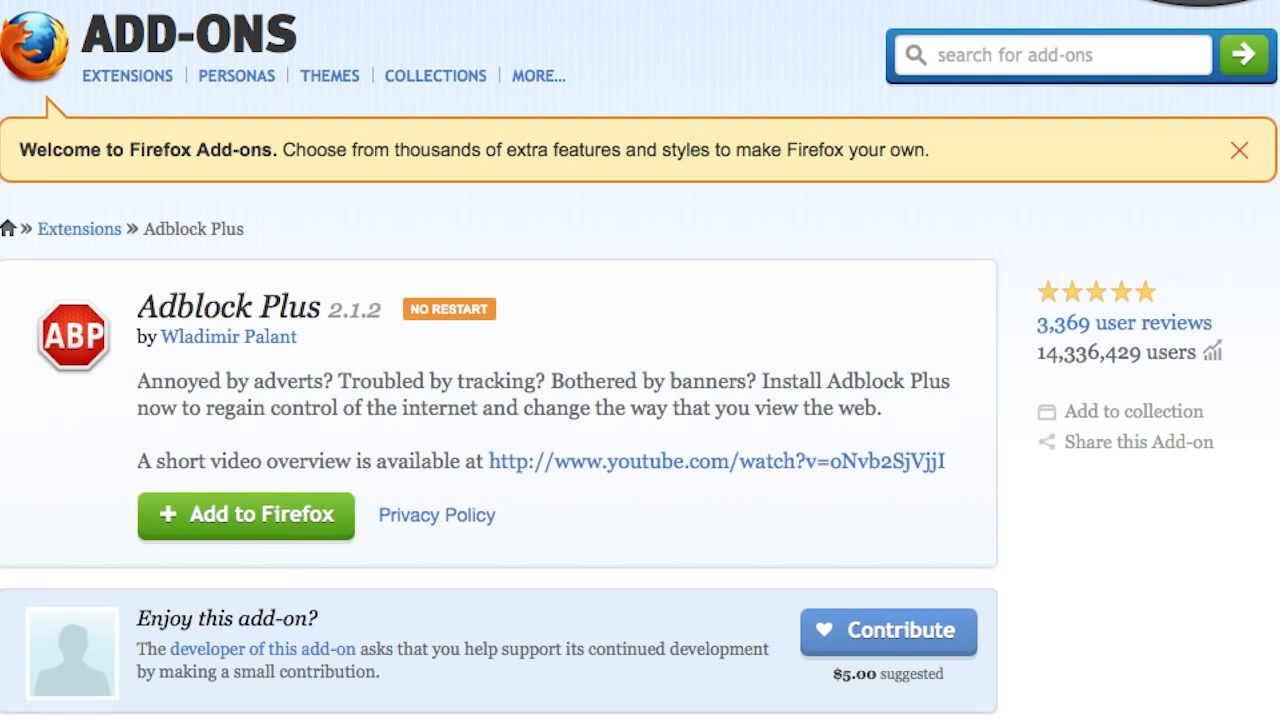 ADD-ONS
EXTENSIONS PERSONAS THEMES COLLECTIONS MORE...
search for add-ons
Welcome to Firefox Add-ons. Choose from thousands of extra features and styles to make Firefox your own.
» Extensions » Adblock Plus
ABP
Adblock Plus 2.1.2 NO RESTART
by Wladimir Palant
Annoyed by adverts? Troubled by tracking? Bothered by banners? Install Adblock Plus
now to regain control of the internet and change the way that you view the web.
A short video overview is available at http://www.youtube.com/watch?v=oNvb2SjVjjI
+ Add to Firefox Privacy Policy
3,369 user reviews
14,336,429 users
Add to collection
Share this Add-on
Enjoy this add-on?
The developer of this add-on asks that you help support its continued development
by making a small contribution.
Contribute
$5.00 suggested